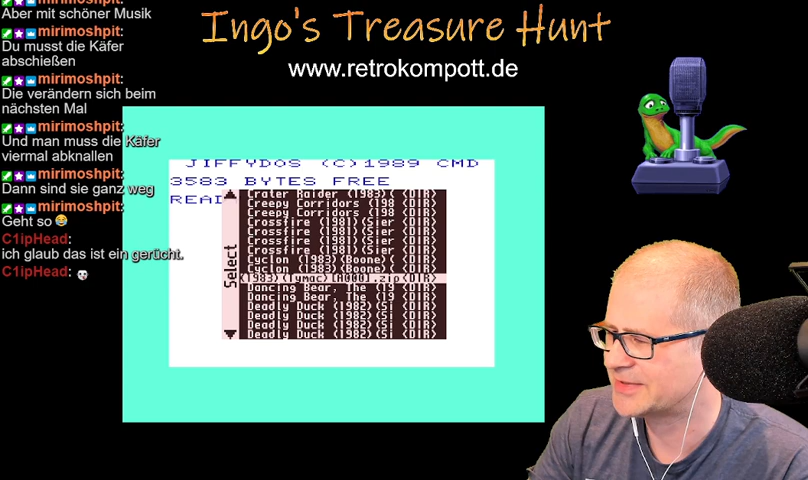 Aber mit schöner Musik
mirimoshpit:
Du musst die Käfer
abschießen
mirimoshpit:
Die verändern sich beim
nächsten Mal
mirimoshpit:
Und man muss die Käfer
viermal abknallen
mirimoshpit:
Dann sind sie ganz weg
mirimoshpit:
Geht so
C1ipHead:
ich glaub das ist ein gerücht.
C1ipHead:
Ingo's Treasure Hunt
www.retrokompott.de
JIFFYDOS (C)1989 CMD
3583 BYTES FREE
READ
Select
Crater Raider (1983)( <DIR>
Creepy Corridors (198 <DIR>
Creepy Corridors (198 <DIR>
Crossfire (1981)(Sier <DIR>
Crossfire (1981)(Sier <DIR>
Crossfire (1981)(Sier <DIR>
Crossfire (1981)(Sier <DIR>
Cyclon (1983)(Boone)( <DIR>
Cyclon (1983)(Boone)( <DIR>
.zip <DIR>
Dancing Bear, The (19 <DIR>
Dancing Bear, The (19 <DIR>
Deadly Duck (1982)(Si <DIR>
Deadly Duck (1982)(Si <DIR>
Deadly Duck (1982)(Si <DIR>
Deadly Duck (1982)(Si <DIR>